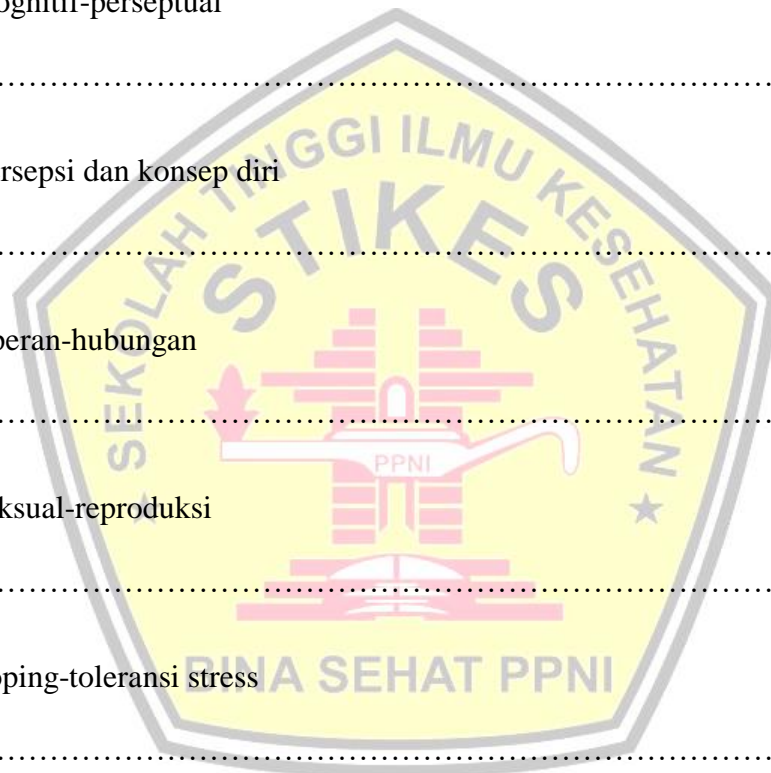 ognitif-perseptual
……………………………………………………………………
rsepsi dan konsep diri
……………………………………………………………………
peran-hubungan
……………………………………………………………………
ksual-reproduksi
……………………………………………………………………
oping-toleransi stress
……………………………………………………………………
SEKOLAH TINGGI ILMU KESEHATAN
STIKES
PPNI
BINA SEHAT PPNI